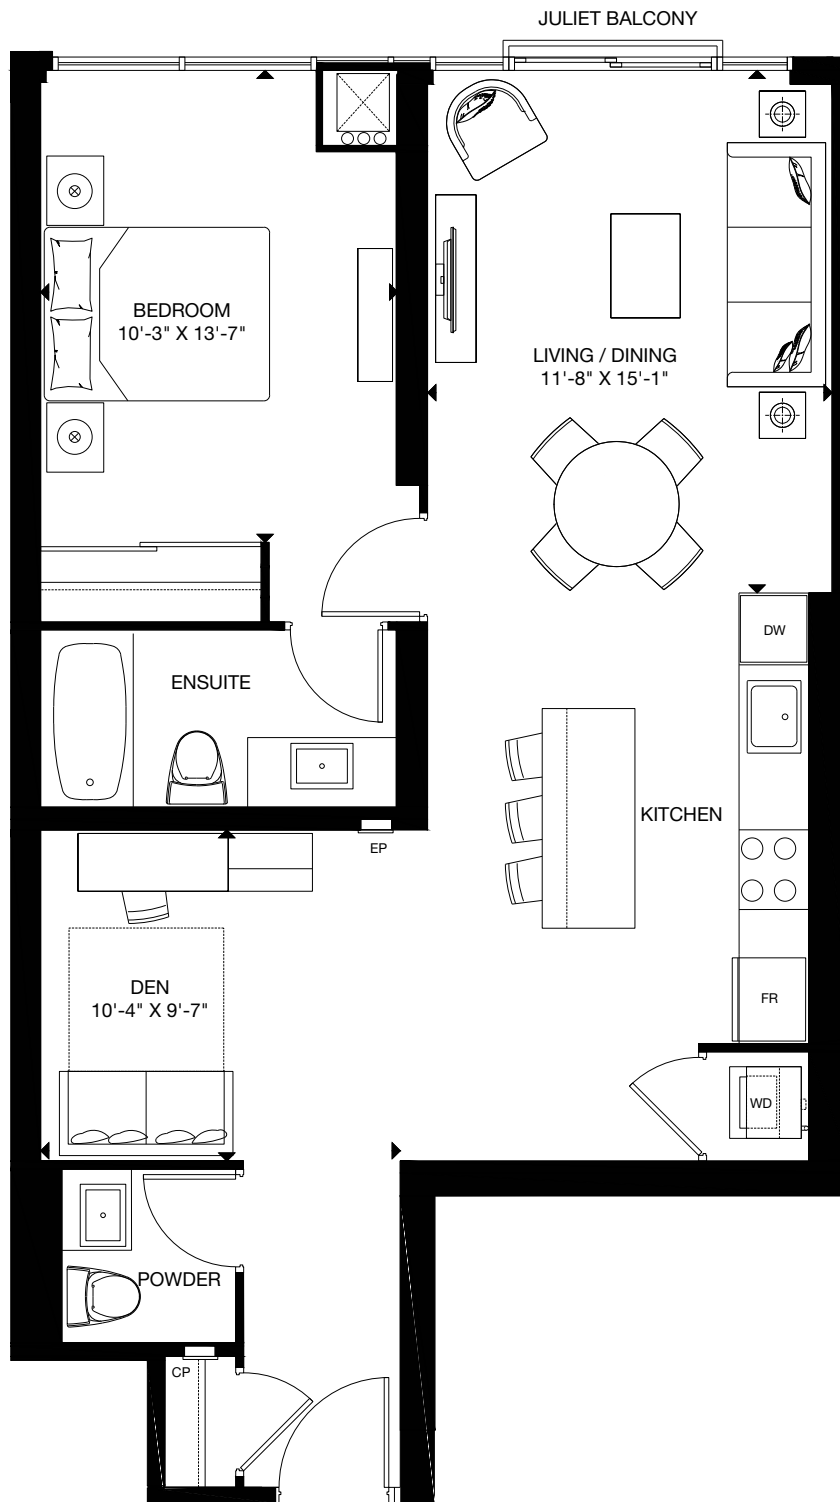 JULIET BALCONY
BEDROOM
10'-3" X 13'-7"
LIVING / DINING
11'-8" X 15'-1"
DW
ENSUITE
KITCHEN
EP
DEN
10'-4" X 9'-7"
FR
WD
POWDER
CP